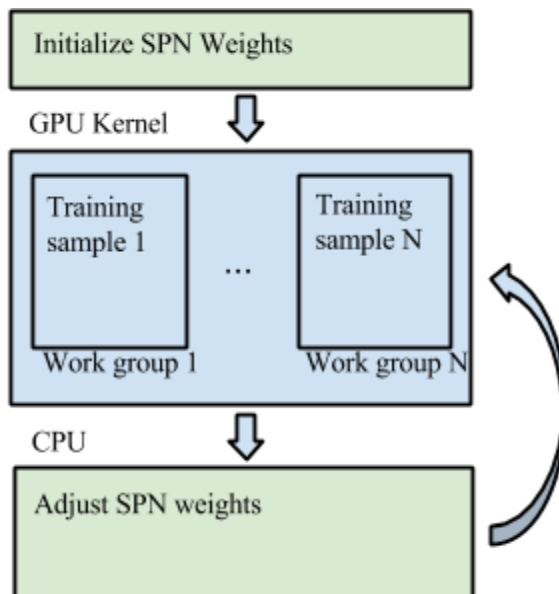 Initialize SPN Weights
GPU Kernel
Training
sample 1
...
Training
sample N
Work group 1
Work group N
CPU
Adjust SPN weights